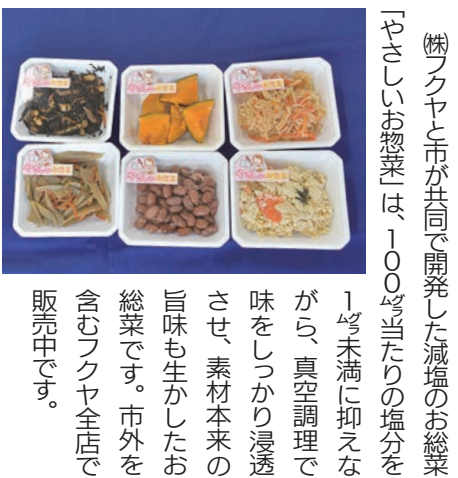 ㈱フクヤと市が共同で開発した減塩のお総菜
「やさしいお惣菜」は、100㌘当たりの塩分を
1㌘未満に抑えな
がら、真空調理で
味をしっかり浸透
させ、素材本来の
旨味も生かしたお
総菜です。市外を
含むフクヤ全店で
販売中です。